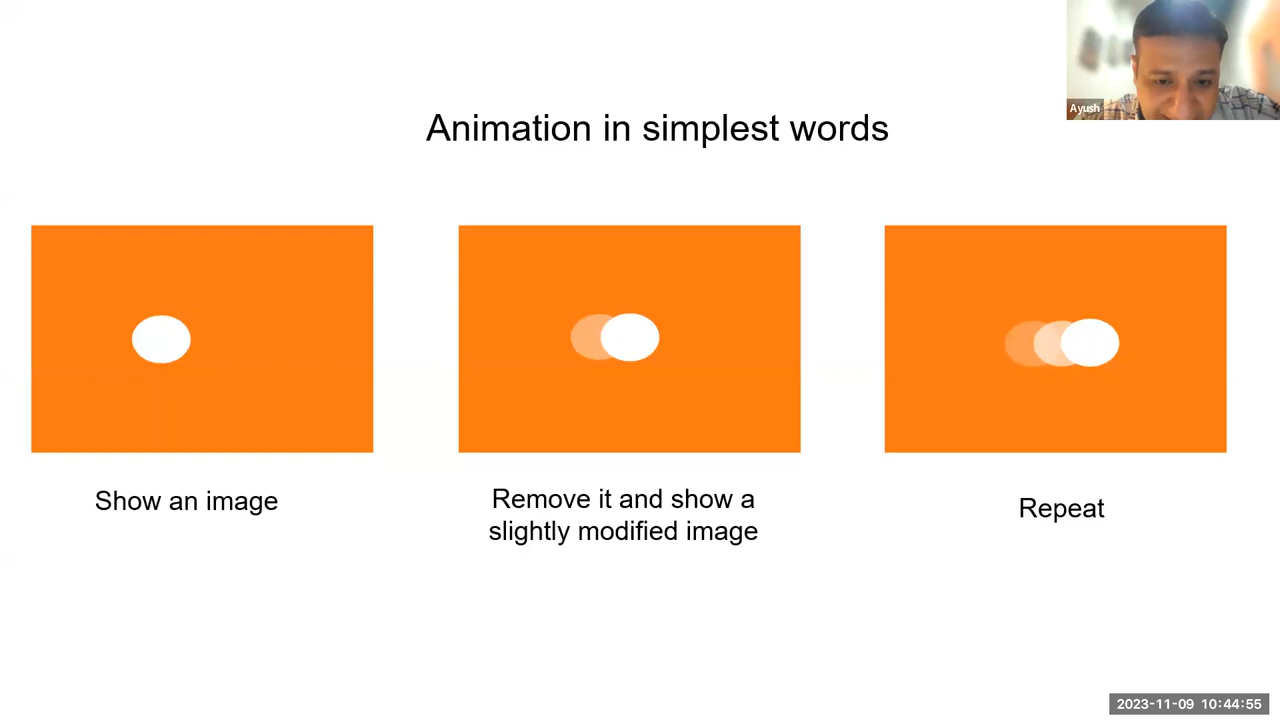 Ayush
Animation in simplest words
Show an image
Remove it and show a
slightly modified image
Repeat
2023-11-09 10:44:55